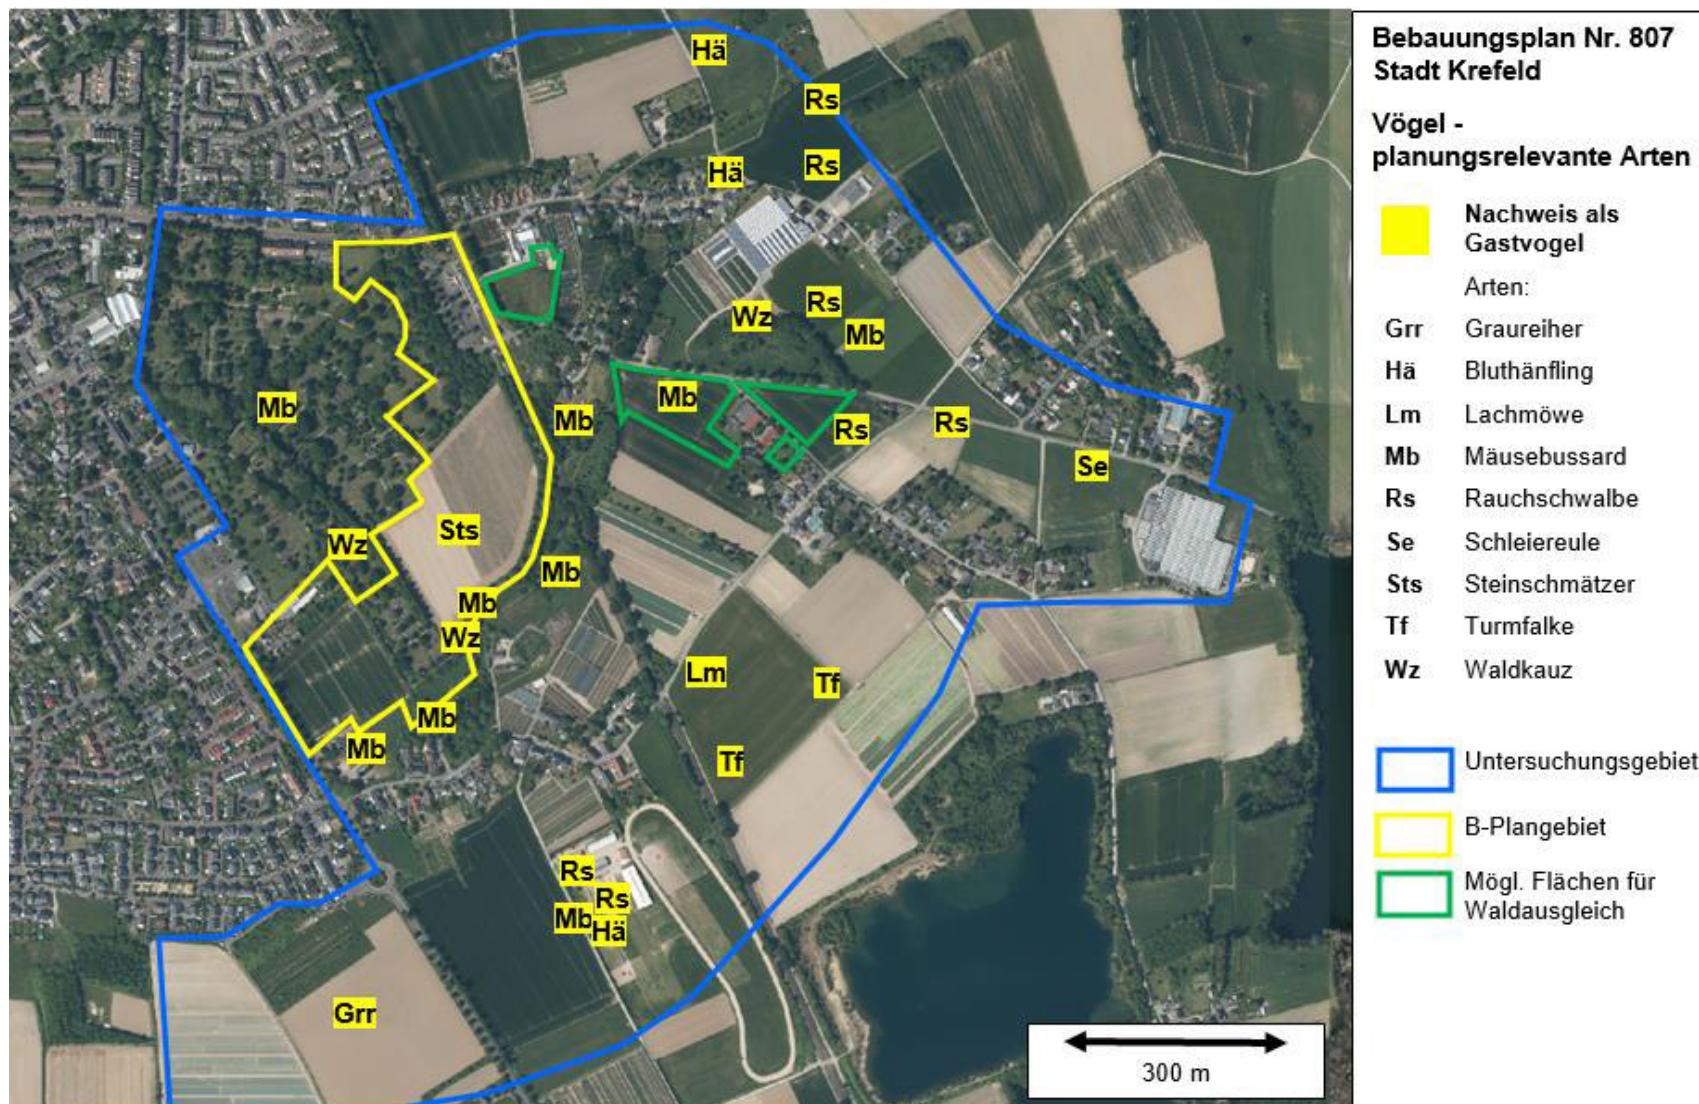 Bebauungsplan Nr. 807
Stadt Krefeld
Vögel -
planungsrelevante Arten
Nachweis als
Gastvogel
Arten:
Grr Graureiher
Hä Bluthänfling
Lm Lachmöwe
Mb Mäusebussard
Rs Rauchschwalbe
Se Schleiereule
Sts Steinschmätzer
Tf Turmfalke
Wz Waldkauz
Untersuchungsgebiet
B-Plangebiet
Mögl. Flächen für
Waldausgleich
Hä
Rs
Rs
Hä
Rs
Wz
Mb
Mb
Mb
Mb
Rs
Rs
Se
Sts
Wz
Mb
Mb
Wz
Lm
Tf
Mb
Mb
Tf
Rs
Rs
Mb
Hä
Grr
300 m